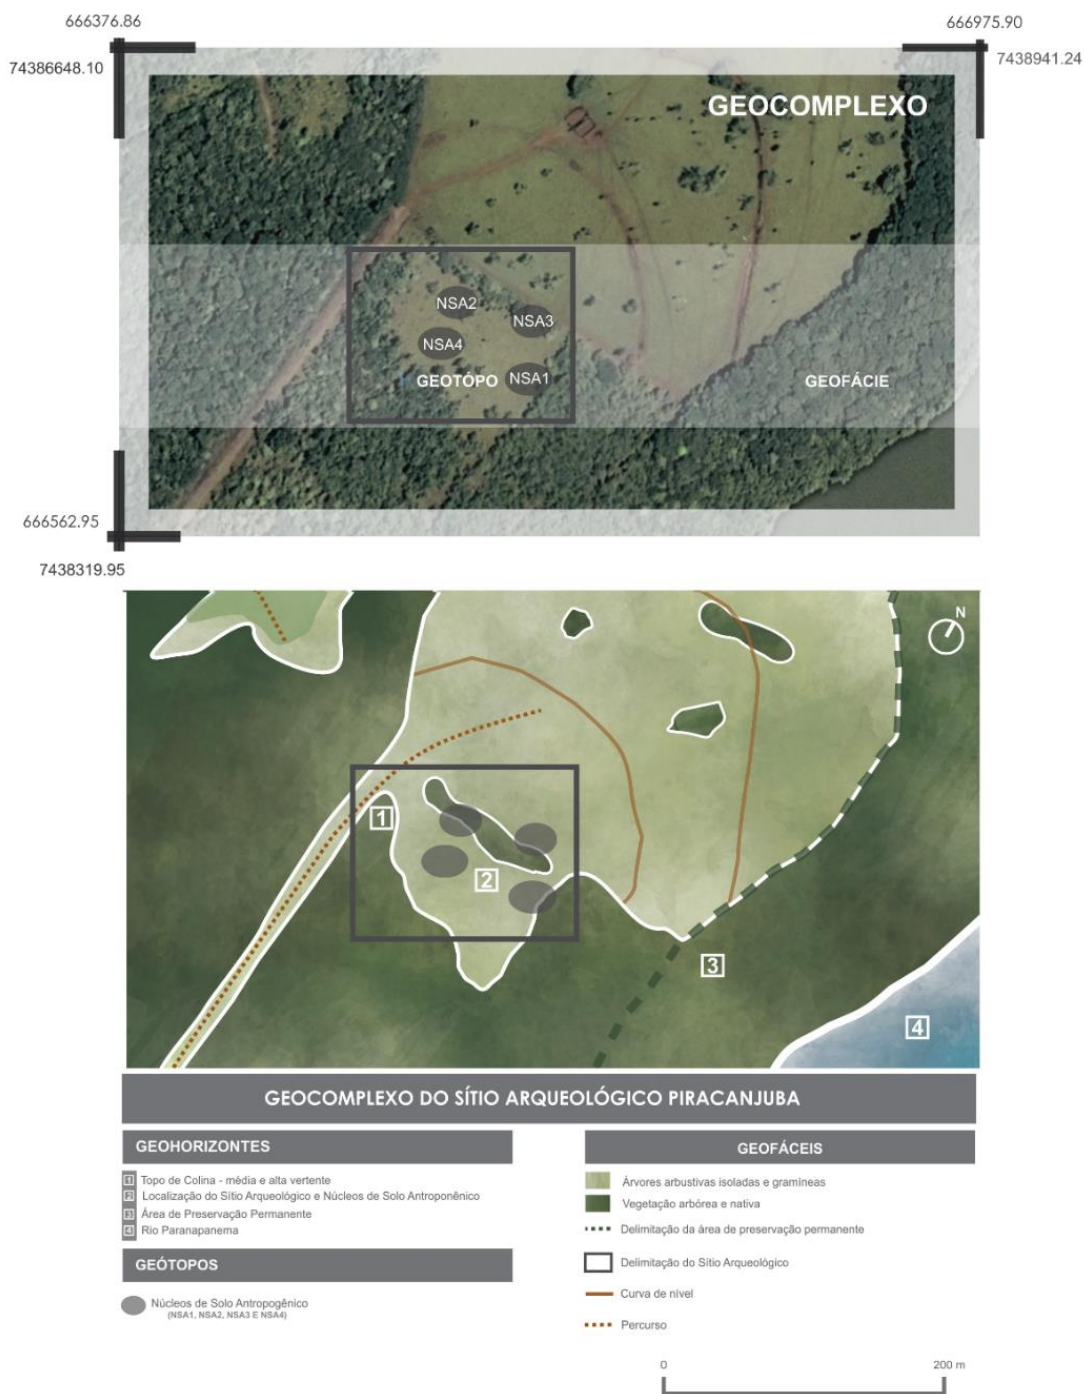 666376.86
666975.90
74386648.10
7438941.24
GEOCOMPLEXO
NSA2
NSA3
NSA4
GEOTÓPO
NSA1
GEOFÁCIE
666562.95
7438319.95
N
1
2
3
4
GEOCOMPLEXO DO SÍTIO ARQUEOLÓGICO PIRACANJUBA
GEOHORIZONTES
1 Topo de Colina - média e alta vertente
2 Localização do Sítio Arqueológico e Núcleos de Solo Antroponênico
3 Área de Preservação Permanente
4 Rio Paranapanema
GEÓTOPOS
Núcleos de Solo Antropogênico
(NSA1, NSA2, NSA3 E NSA4)
GEOFÁCEIS
Árvores arbustivas isoladas e gramíneas
Vegetação arbórea e nativa
Delimitação da área de preservação permanente
Delimitação do Sítio Arqueológico
Curva de nível
Percurso
0 200 m